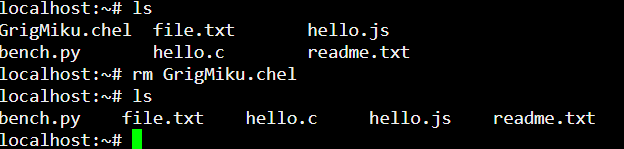 localhost:~# ls
GrigMiku.chel  file.txt       hello.js
bench.py       hello.c        readme.txt
localhost:~# rm GrigMiku.chel
localhost:~# ls
bench.py    file.txt    hello.c     hello.js    readme.txt
localhost:~#